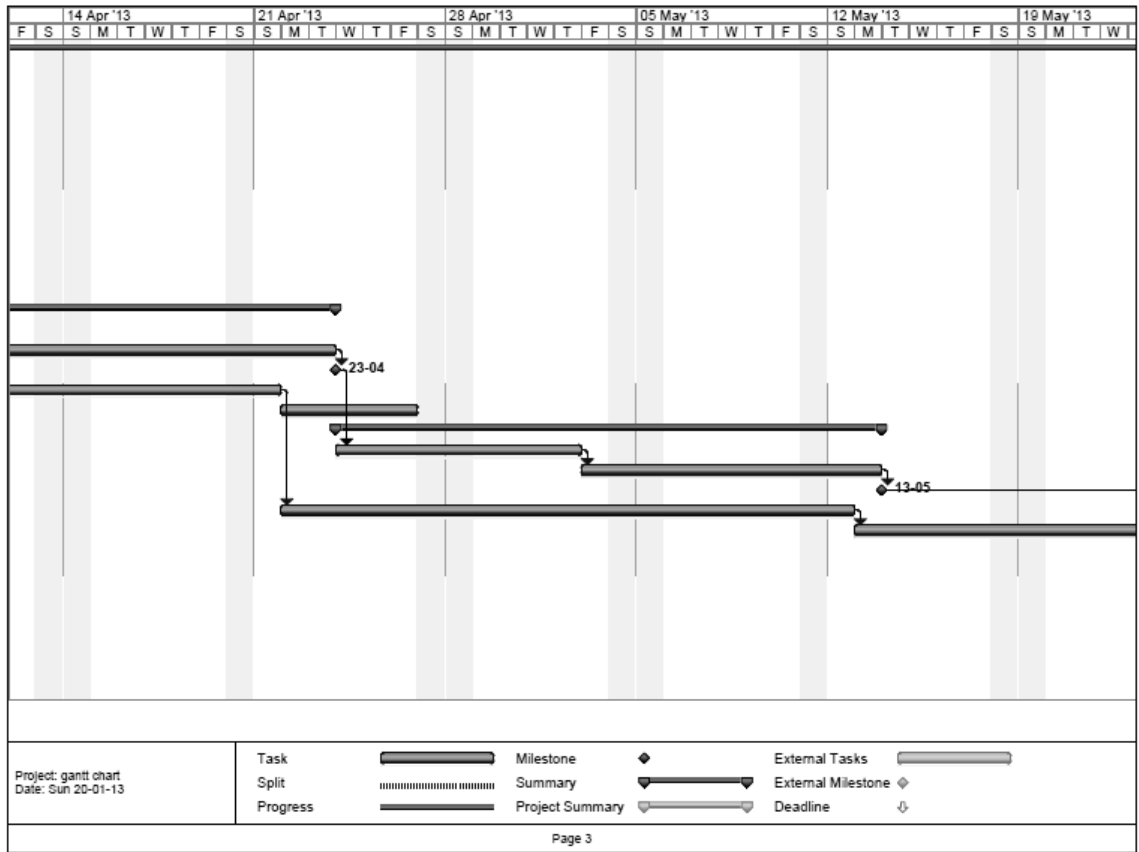 14 Apr '13 21 Apr '13 28 Apr '13 05 May '13 12 May '13 19 May '13
F S S M T W T F S S M T W T F S S M T W T F S S M T W T F S S M T W T F S S M T W
23-04
13-05
Task Milestone External Tasks
Split Summary External Milestone
Progress Project Summary Deadline
Project: gantt chart
Date: Sun 20-01-13
Page 3